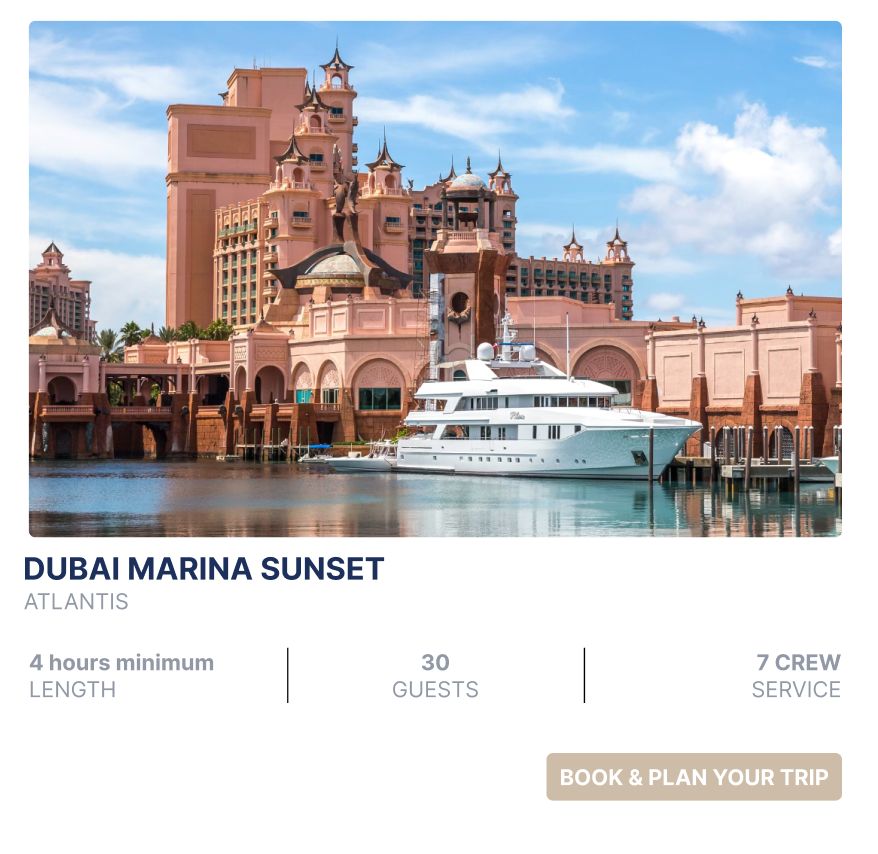 DUBAI MARINA SUNSET
ATLANTIS
4 hours minimum
LENGTH
30
GUESTS
7 CREW
SERVICE
BOOK & PLAN YOUR TRIP